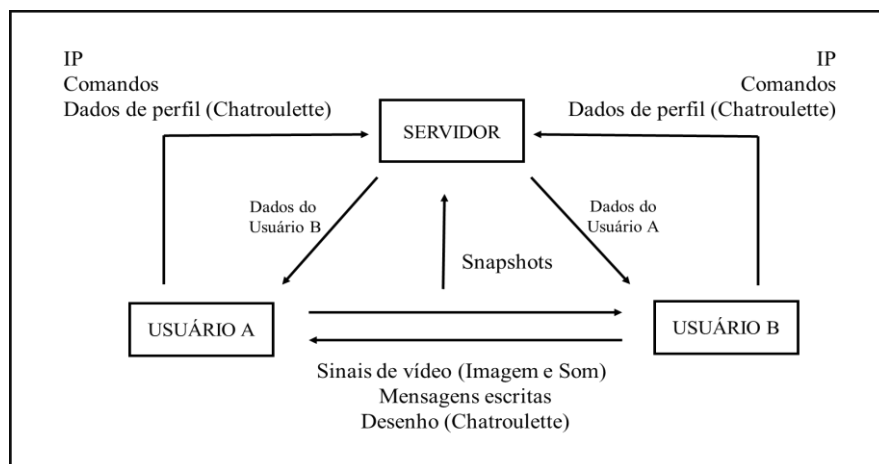 IP
Comandos
Dados de perfil (Chatroulette)
IP
Comandos
Dados de perfil (Chatroulette)
SERVIDOR
Dados do
Usuário B
Dados do
Usuário A
Snapshots
USUÁRIO A
USUÁRIO B
Sinais de vídeo (Imagem e Som)
Mensagens escritas
Desenho (Chatroulette)